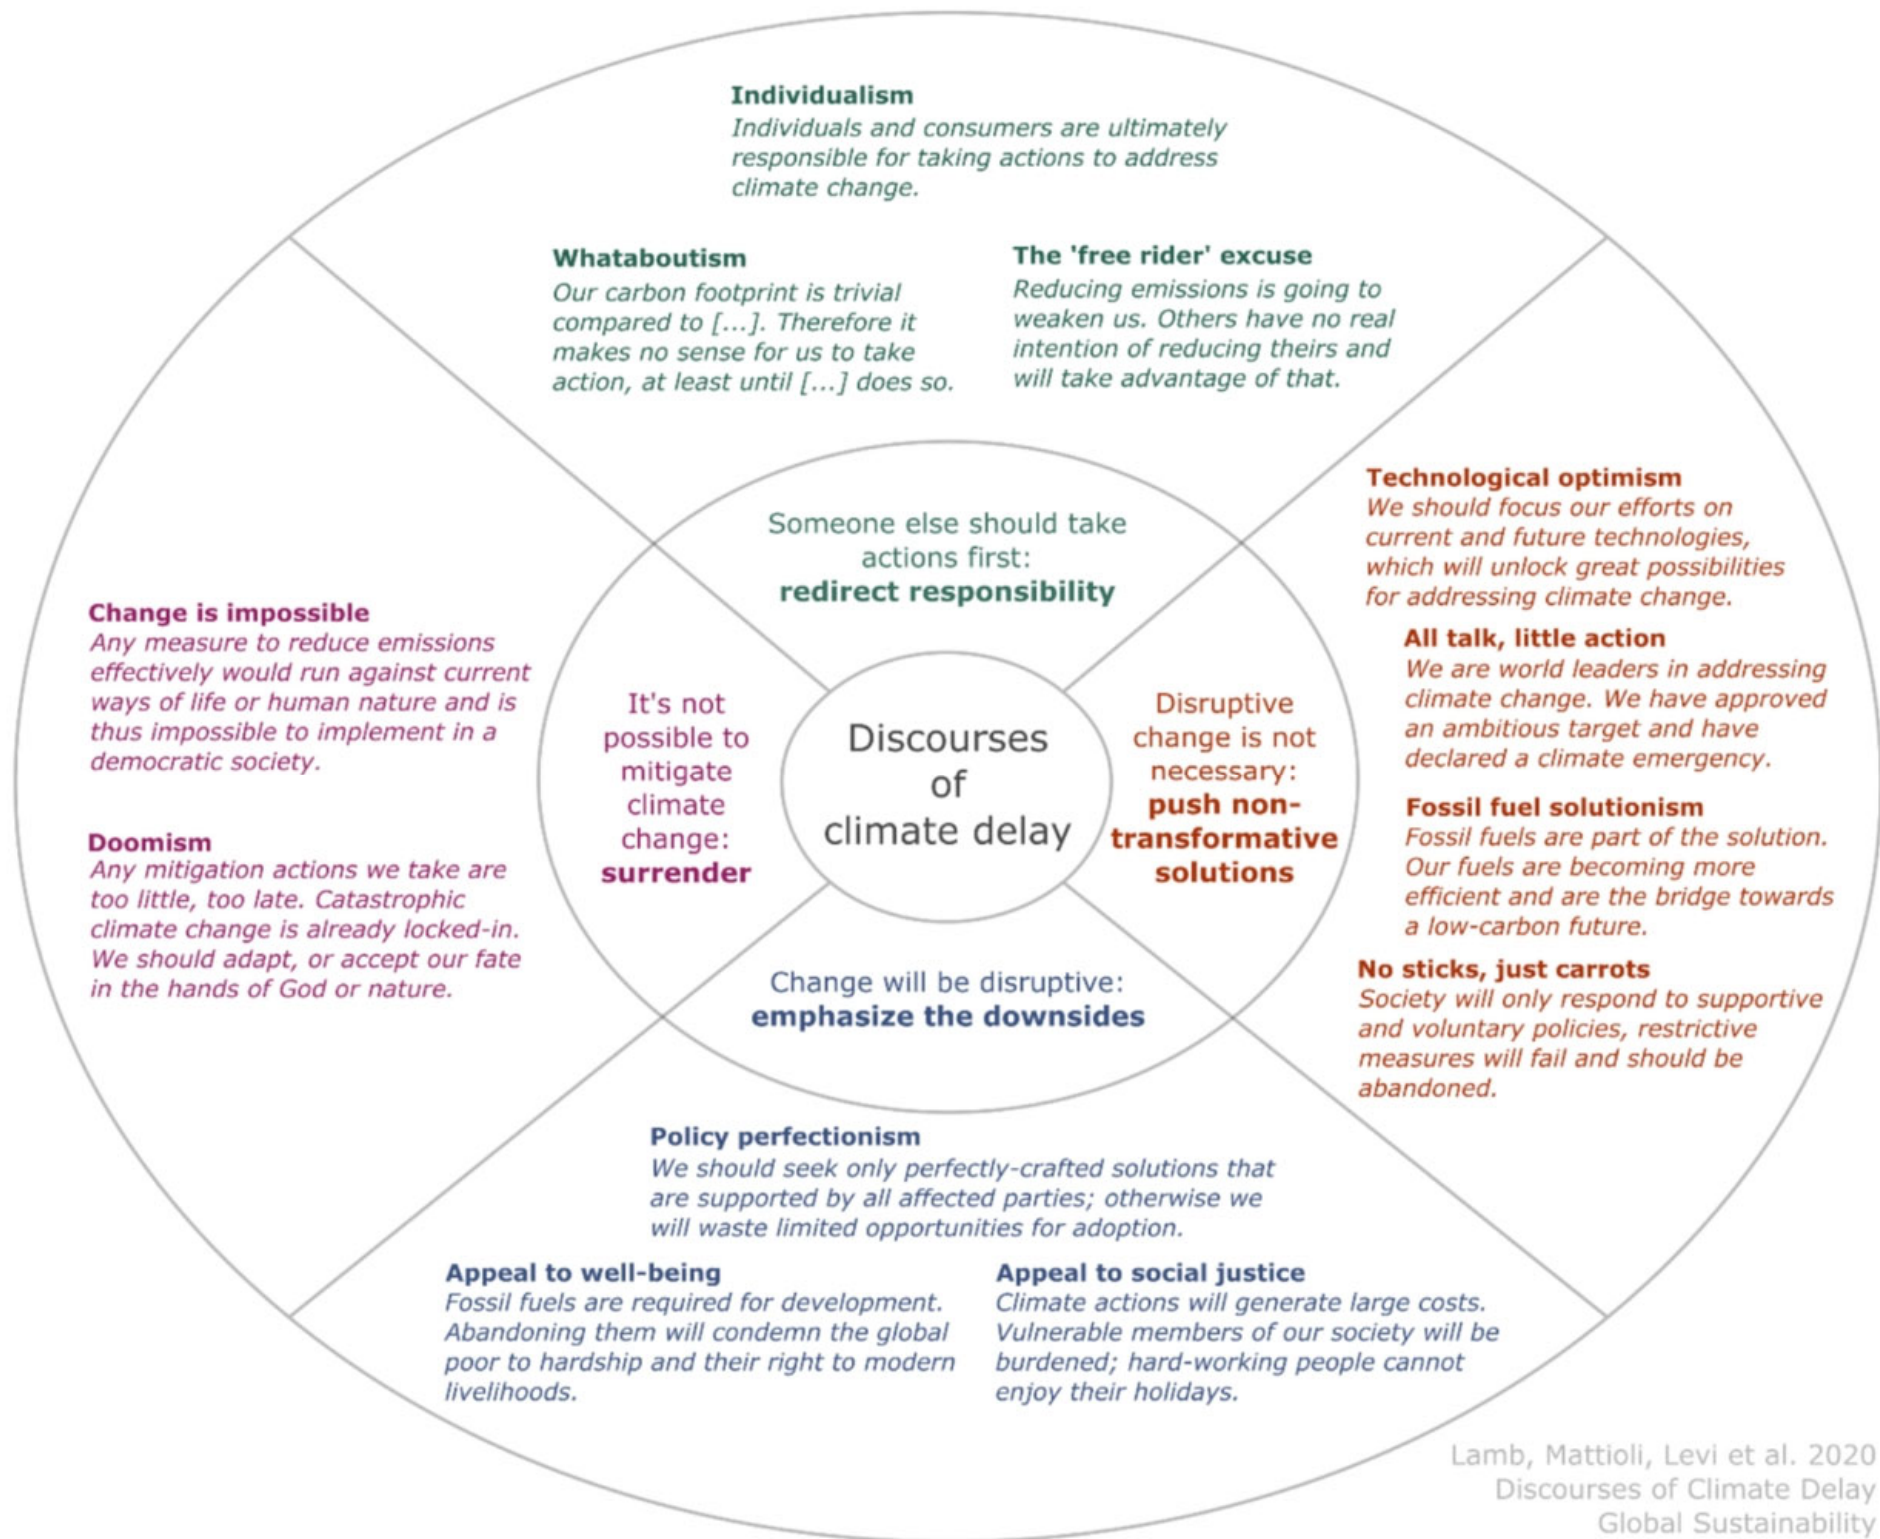 Individualism
Individuals and consumers are ultimately
responsible for taking actions to address
climate change.
Whataboutism
Our carbon footprint is trivial
compared to [...]. Therefore it
makes no sense for us to take
action, at least until [...] does so.
The 'free rider' excuse
Reducing emissions is going to
weaken us. Others have no real
intention of reducing theirs and
will take advantage of that.
Someone else should take
actions first:
redirect responsibility
Technological optimism
We should focus our efforts on
current and future technologies,
which will unlock great possibilities
for addressing climate change.
All talk, little action
We are world leaders in addressing
climate change. We have approved
an ambitious target and have
declared a climate emergency.
Fossil fuel solutionism
Fossil fuels are part of the solution.
Our fuels are becoming more
efficient and are the bridge towards
a low-carbon future.
No sticks, just carrots
Society will only respond to supportive
and voluntary policies, restrictive
measures will fail and should be
abandoned.
Change is impossible
Any measure to reduce emissions
effectively would run against current
ways of life or human nature and is
thus impossible to implement in a
democratic society.
Doomism
Any mitigation actions we take are
too little, too late. Catastrophic
climate change is already locked-in.
We should adapt, or accept our fate
in the hands of God or nature.
It's not
possible to
mitigate
climate
change:
surrender
Discourses
of
climate delay
Disruptive
change is not
necessary:
push non-
transformative
solutions
Change will be disruptive:
emphasize the downsides
Policy perfectionism
We should seek only perfectly-crafted solutions that
are supported by all affected parties; otherwise we
will waste limited opportunities for adoption.
Appeal to well-being
Fossil fuels are required for development.
Abandoning them will condemn the global
poor to hardship and their right to modern
livelihoods.
Appeal to social justice
Climate actions will generate large costs.
Vulnerable members of our society will be
burdened; hard-working people cannot
enjoy their holidays.
Lamb, Mattioli, Levi et al. 2020
Discourses of Climate Delay
Global Sustainability